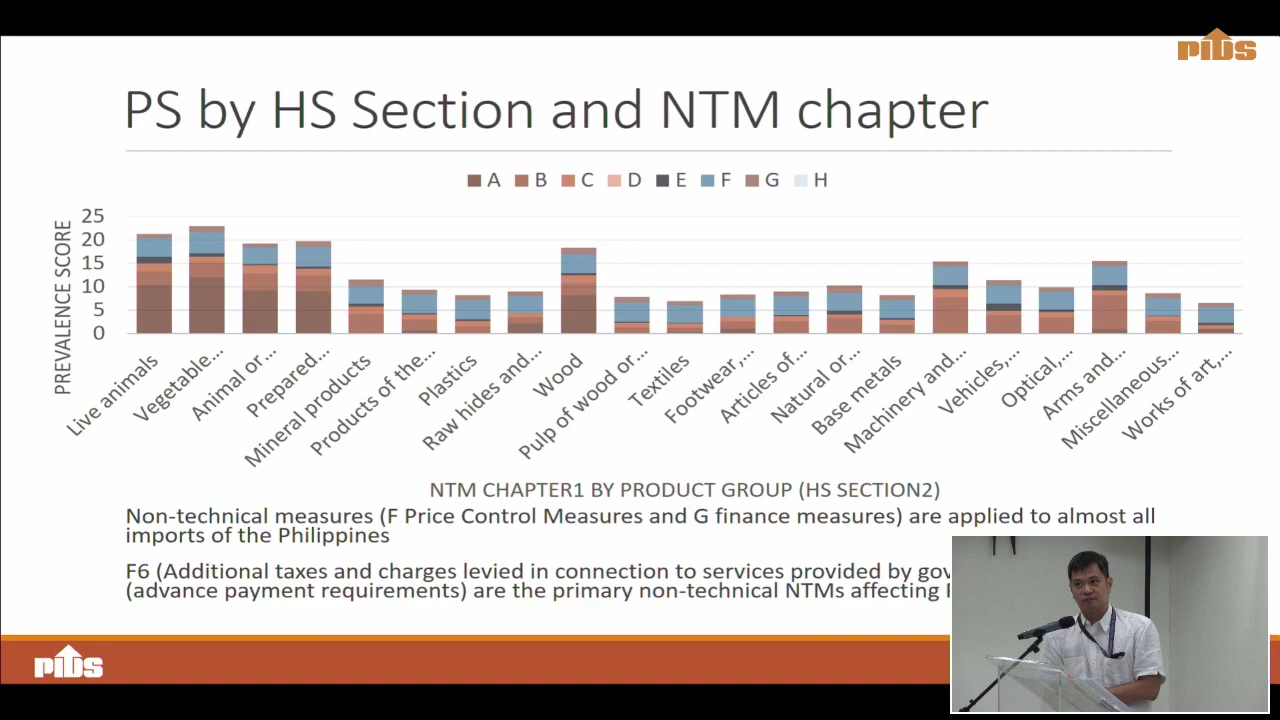 PIDS
PS by HS Section and NTM chapter
A B C D E F G H
PREVALENCE SCORE
25
20
15
10
5
0
Live animals
Vegetable...
Animal or...
Prepared...
Mineral products
Products of the...
Plastics
Raw hides and...
Wood
Pulp of wood or...
Textiles
Footwear,...
Articles of...
Natural or...
Base metals
Machinery and...
Vehicles,...
Optical,...
Arms and...
Miscellaneous...
Works of art,...
NTM CHAPTER1 BY PRODUCT GROUP (HS SECTION2)
Non-technical measures (F Price Control Measures and G finance measures) are applied to almost all
imports of the Philippines
F6 (Additional taxes and charges levied in connection to services provided by gov
(advance payment requirements) are the primary non-technical NTMs affecting
PIDS